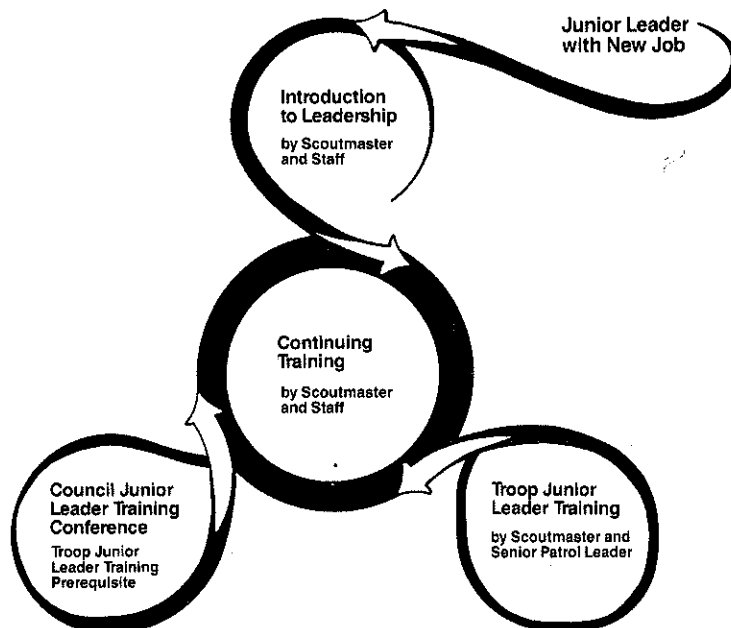 Junior Leader
with New Job
Introduction
to Leadership
by Scoutmaster
and Staff
Continuing
Training
by Scoutmaster
and Staff
Council Junior
Leader Training
Conference
Troop Junior
Leader Training
Prerequisite
Troop Junior
Leader Training
by Scoutmaster and
Senior Patrol Leader